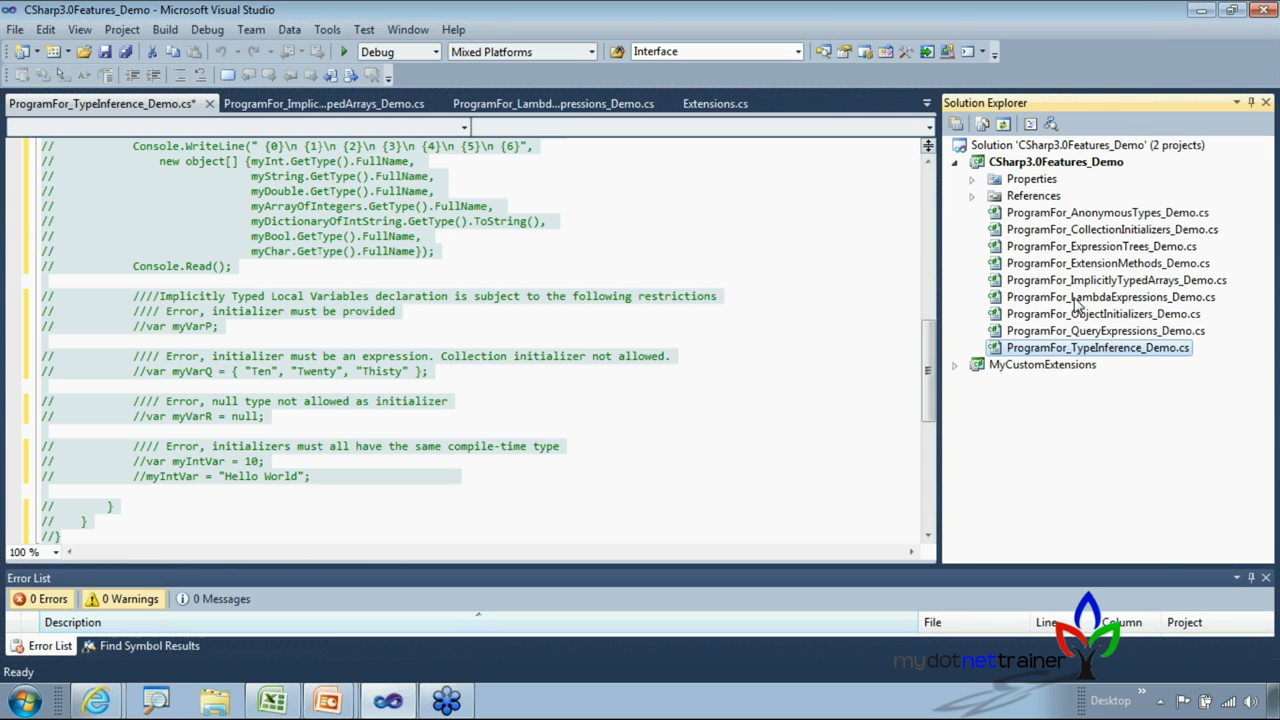 CSharp3.0Features_Demo - Microsoft Visual Studio
File Edit View Project Build Debug Team Data Tools Test Window Help
Debug Mixed Platforms Interface
ProgramFor_TypeInference_Demo.cs* ProgramFor_Implic...pedArrays_Demo.cs ProgramFor_Lambd...pressions_Demo.cs Extensions.cs
// Console.WriteLine(" {0}\n {1}\n {2}\n {3}\n {4}\n {5}\n {6}",
// new object[] {myInt.GetType().FullName,
// myString.GetType().FullName,
// myDouble.GetType().FullName,
// myArrayOfIntegers.GetType().FullName,
// myDictionaryOfIntString.GetType().ToString(),
// myBool.GetType().FullName,
// myChar.GetType().FullName});
// Console.Read();
// ////Implicitly Typed Local Variables declaration is subject to the following restrictions
// //// Error, initializer must be provided
// //var myVarP;
// //// Error, initializer must be an expression. Collection initializer not allowed.
// //var myVarQ = { "Ten", "Twenty", "Thisty" };
// //// Error, null type not allowed as initializer
// //var myVarR = null;
// //// Error, initializers must all have the same compile-time type
// //var myIntVar = 10;
// //myIntVar = "Hello World";
// }
// }
//}
100 %
Solution Explorer
Solution 'CSharp3.0Features_Demo' (2 projects)
CSharp3.0Features_Demo
Properties
References
ProgramFor_AnonymousTypes_Demo.cs
ProgramFor_CollectionInitializers_Demo.cs
ProgramFor_ExpressionTrees_Demo.cs
ProgramFor_ExtensionMethods_Demo.cs
ProgramFor_ImplicitlyTypedArrays_Demo.cs
ProgramFor_LambdaExpressions_Demo.cs
ProgramFor_ObjectInitializers_Demo.cs
ProgramFor_QueryExpressions_Demo.cs
ProgramFor_TypeInference_Demo.cs
MyCustomExtensions
Error List
0 Errors 0 Warnings 0 Messages
Description File Line Column Project
Error List Find Symbol Results
Ready
mydotnettrainer
Desktop